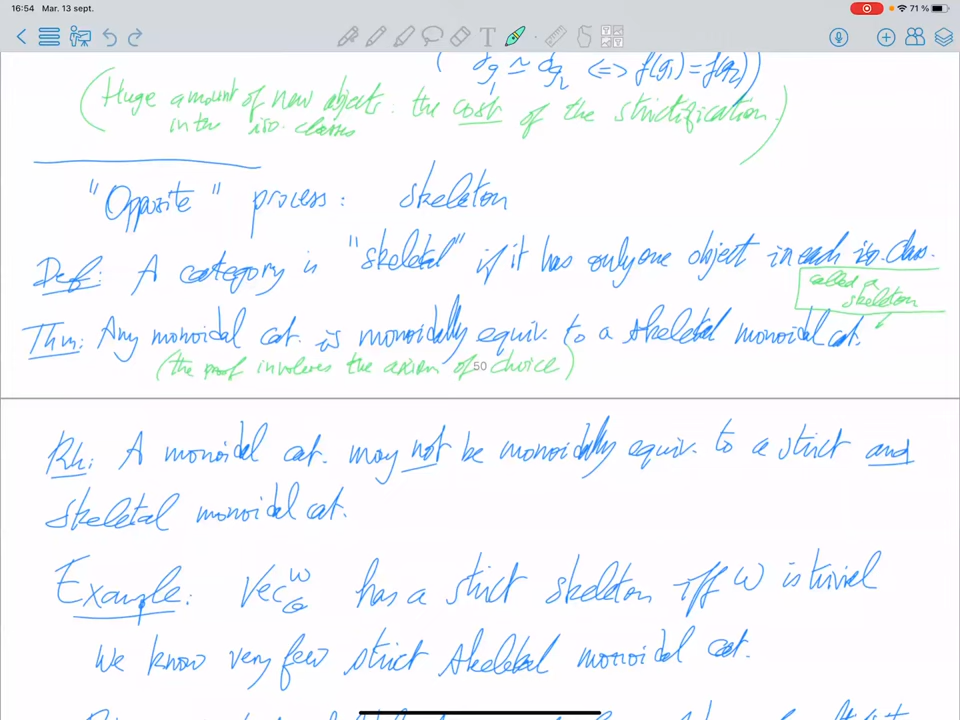 16:54 Mar. 13 sept.
71 %
( dg₁ ≃ dg₂ ⟺ f(g₁) = f(g₂) )
(Huge amount of new objects: the cost of the strictification.)
in the iso. classes
"Opposite" process: skeleton
Def: A category is "skeletal" if it has only one object in each iso. class.
called a
skeleton
Thm: Any monoidal cat. is monoidally equiv. to a skeletal monoidal cat.
(the proof involves the axiom of choice)
50
Rk: A monoidal cat. may not be monoidally equiv. to a strict and
skeletal monoidal cat.
Example: Vec_G^ω has a strict skeleton iff ω is trivial
We know very few strict skeletal monoidal cat.